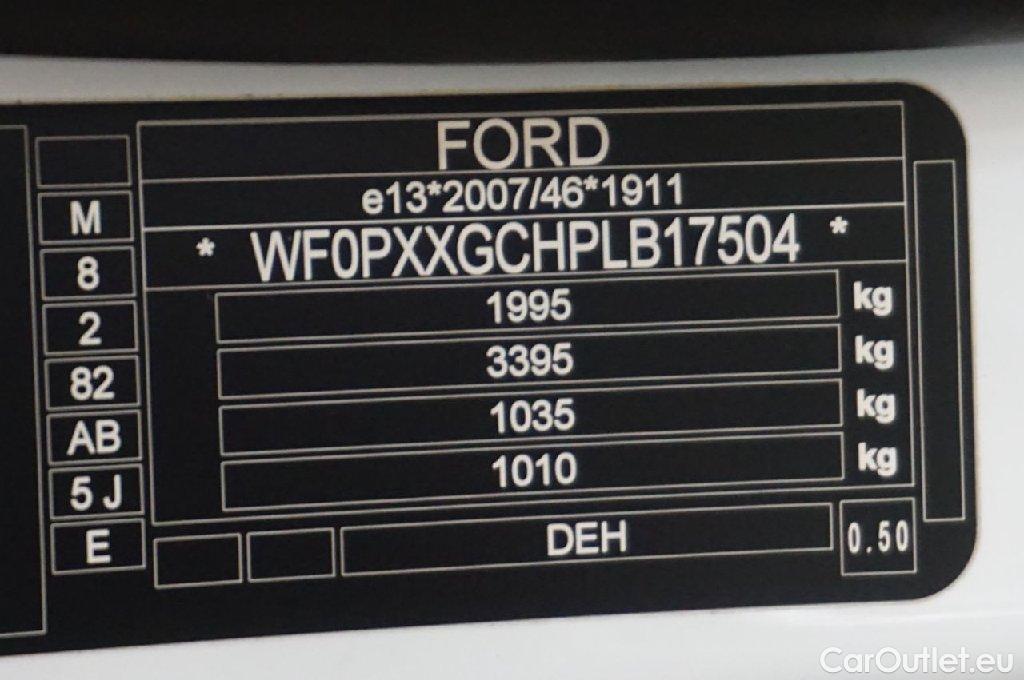 FORD
e13*2007/46*1911
* WF0PXXGCHPLB17504 *
1995 kg
3395 kg
1035 kg
1010 kg
M
8
2
82
AB
5 J
E
DEH
0.50
CarOutlet.eu